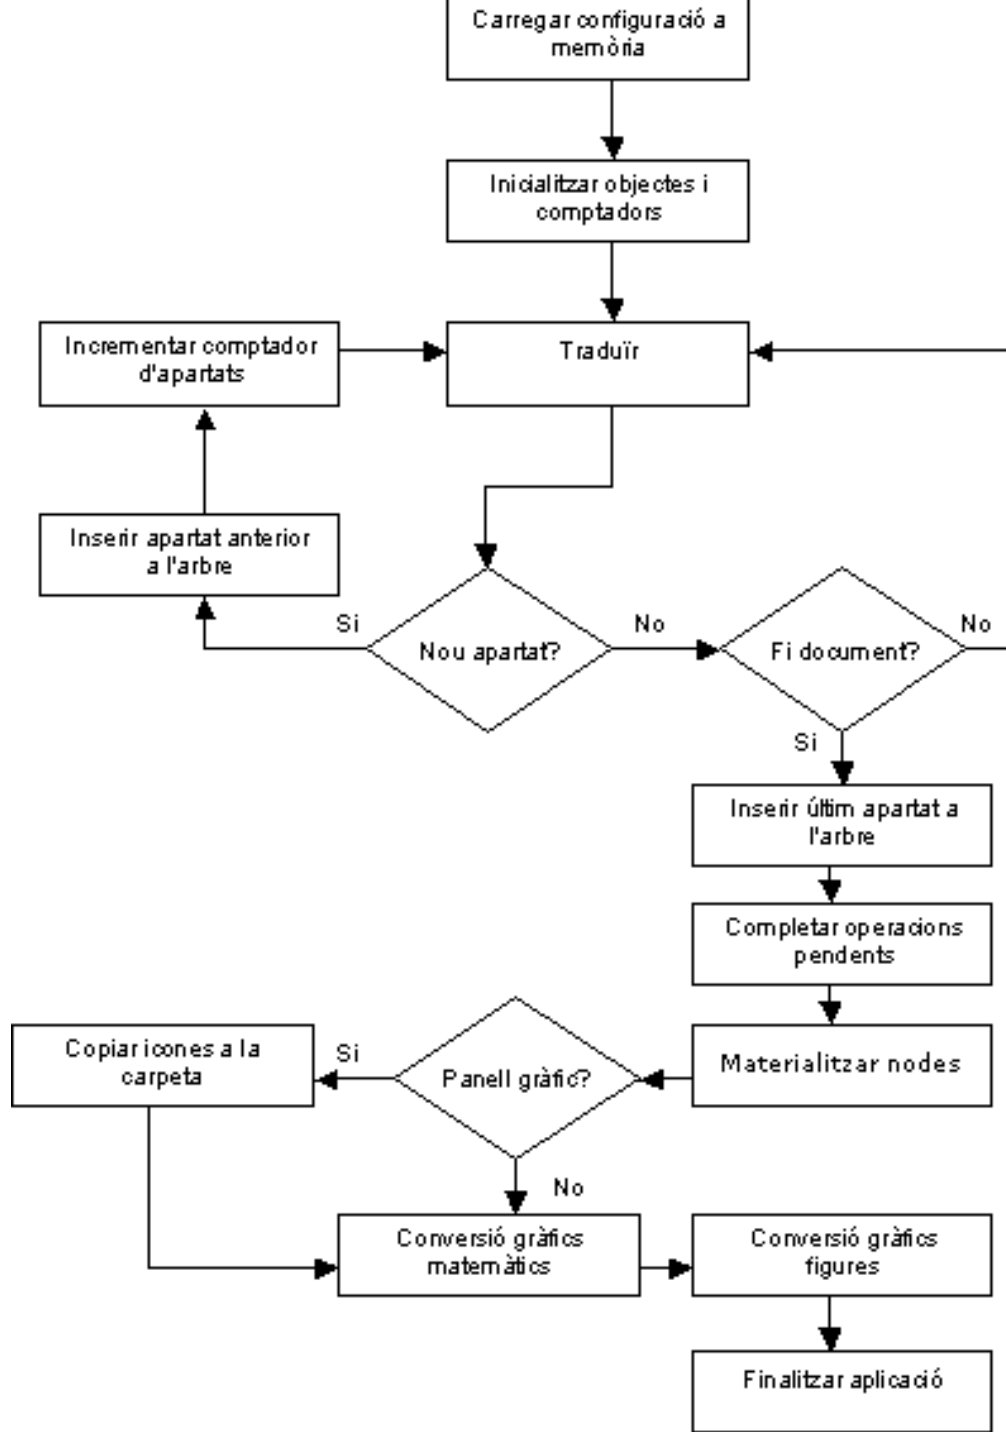 Carregar configuració a
memòria
Inicialitzar objectes i
comptadors
Incrementar comptador
d'apartats
Traduïr
Inserir apartat anterior
a l'arbre
Si
Nou apartat?
No
Fi document?
No
Si
Inserir últim apartat a
l'arbre
Completar operacions
pendents
Materialitzar nodes
Panell gràfic?
Si
Copiar icones a la
carpeta
No
Conversió gràfics
matemàtics
Conversió gràfics
figures
Finalitzar aplicació